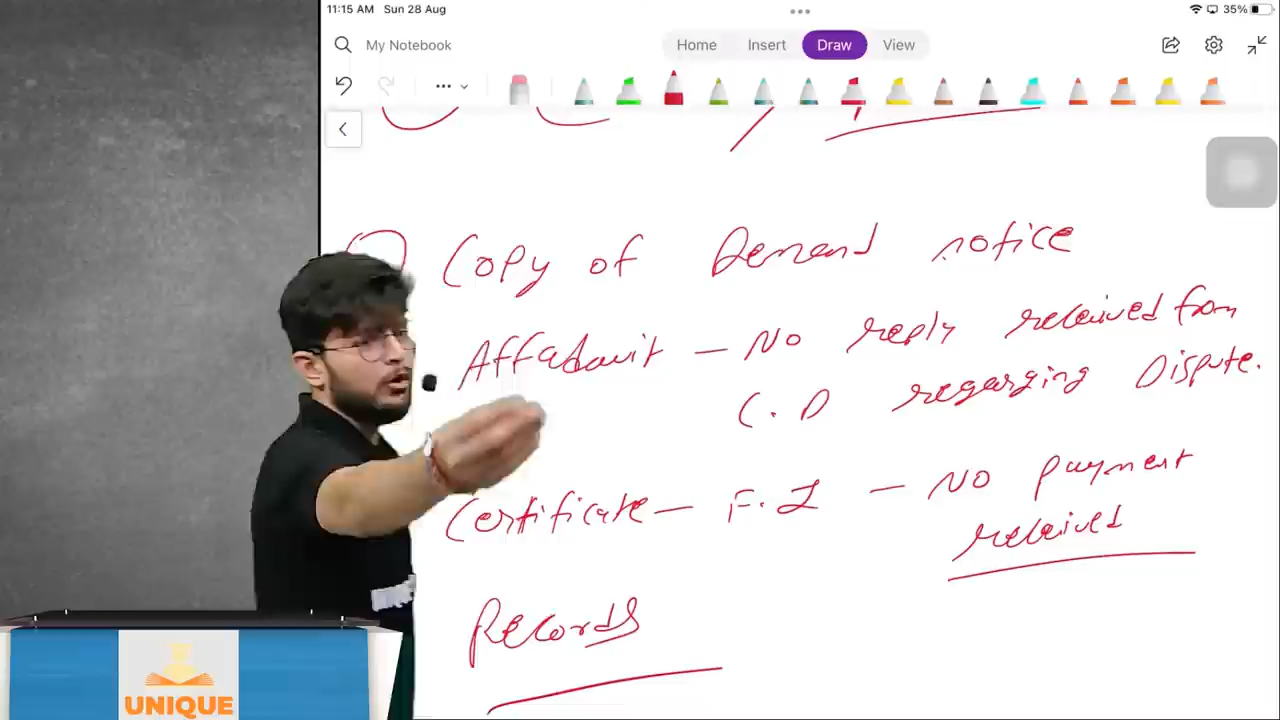 11:15 AM Sun 28 Aug
35%
My Notebook
Home Insert Draw View
Copy of Demand notice
Affadavit — No reply received from
C.D regarging Dispute.
Certificate — F.I — No payment
received
Records
UNIQUE